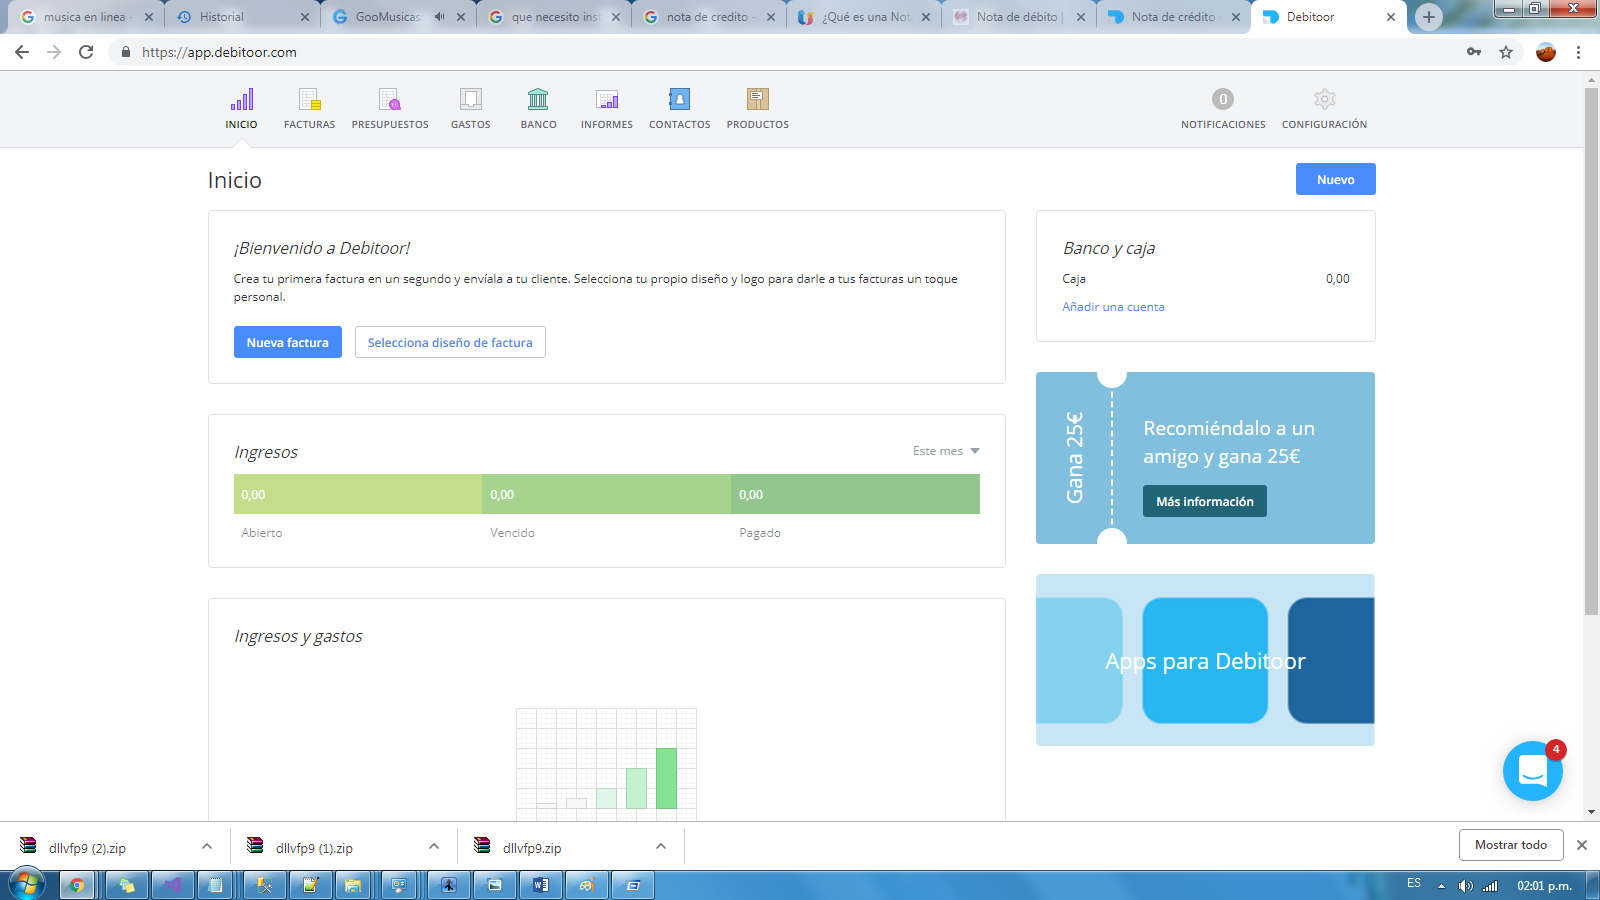 musica en linea -
Historial
GooMusicas
que necesito inst
nota de credito -
¿Qué es una Not
Nota de débito |
Nota de crédito -
Debitoor
https://app.debitoor.com
INICIO
FACTURAS
PRESUPUESTOS
GASTOS
BANCO
INFORMES
CONTACTOS
PRODUCTOS
0
NOTIFICACIONES
CONFIGURACIÓN
Inicio
Nuevo
¡Bienvenido a Debitoor!
Crea tu primera factura en un segundo y envíala a tu cliente. Selecciona tu propio diseño y logo para darle a tus facturas un toque
personal.
Nueva factura
Selecciona diseño de factura
Banco y caja
Caja 0,00
Añadir una cuenta
Ingresos
Este mes
0,00 0,00 0,00
Abierto Vencido Pagado
Gana 25€
Recomiéndalo a un
amigo y gana 25€
Más información
Ingresos y gastos
Apps para Debitoor
4
dllvfp9 (2).zip
dllvfp9 (1).zip
dllvfp9.zip
Mostrar todo
ES
02:01 p.m.